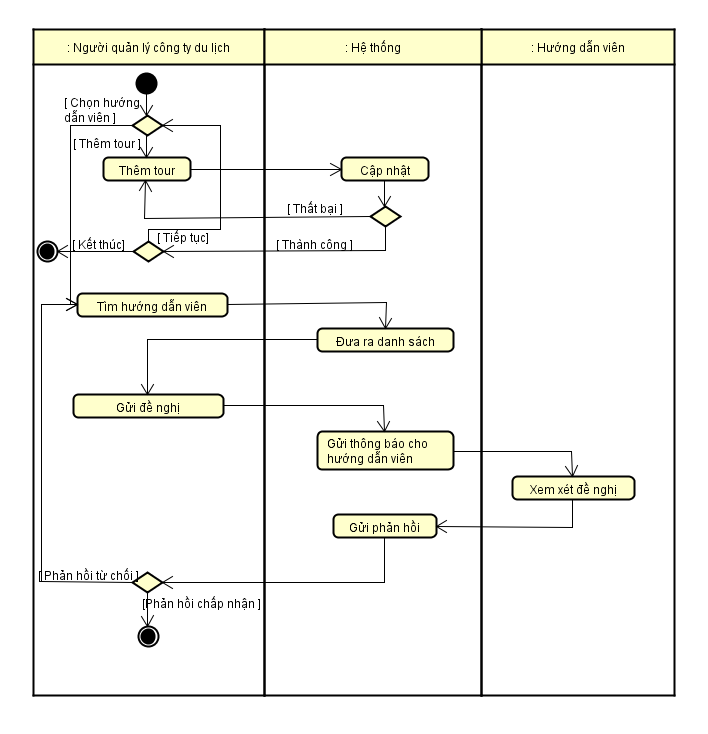 : Người quản lý công ty du lịch
: Hệ thống
: Hướng dẫn viên
[ Chọn hướng
dẫn viên ]
[ Thêm tour ]
Thêm tour
Cập nhật
[ Thất bại ]
[ Tiếp tục]
[ Kết thúc]
[ Thành công ]
Tìm hướng dẫn viên
Đưa ra danh sách
Gửi đề nghị
Gửi thông báo cho
hướng dẫn viên
Xem xét đề nghị
Gửi phản hồi
[ Phản hồi từ chối ]
[Phản hồi chấp nhận ]